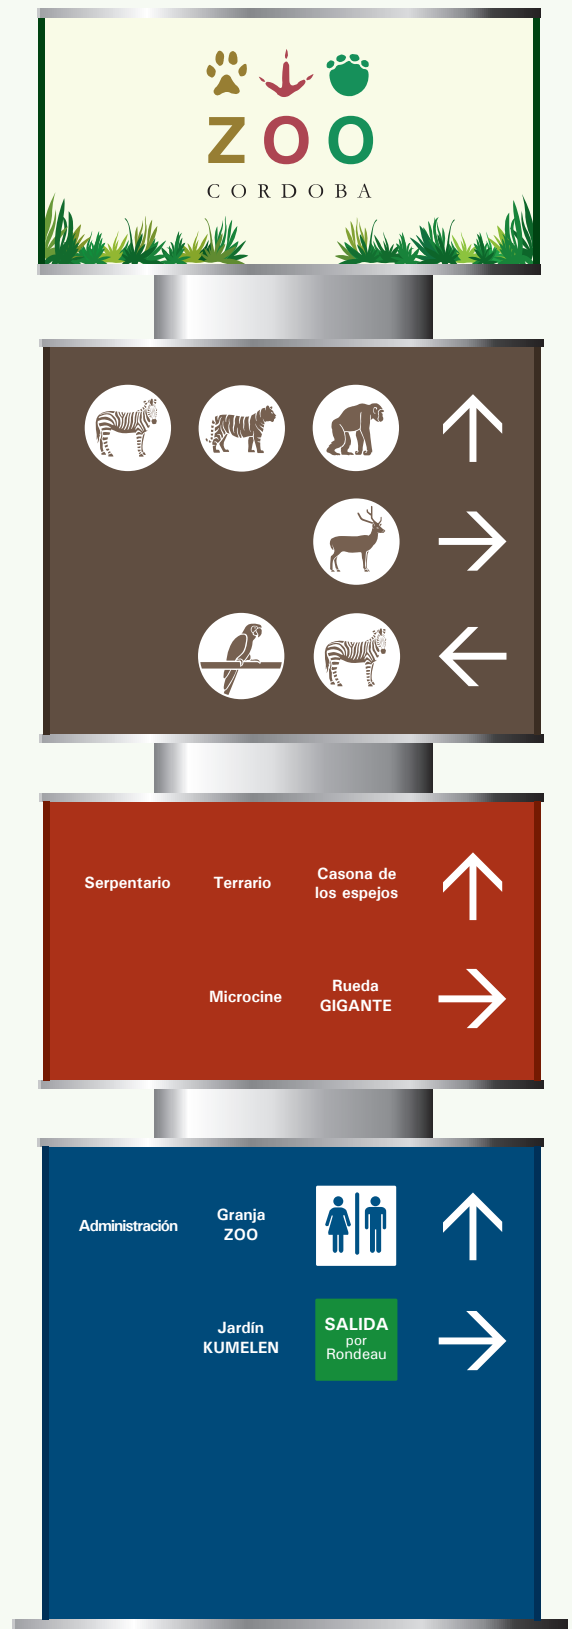 ZOO
CORDOBA
Serpentario
Terrario
Casona de
los espejos
Microcine
Rueda
GIGANTE
Administración
Granja
ZOO
Jardín
KUMELEN
SALIDA
por
Rondeau